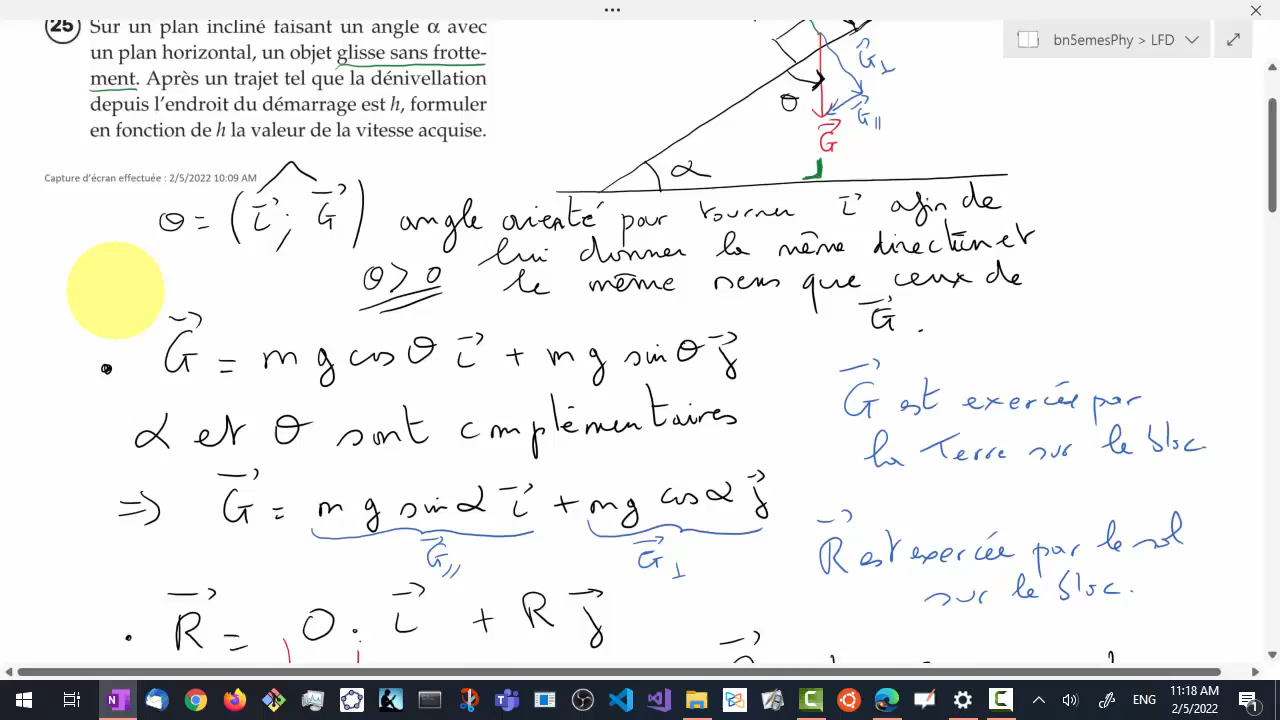 25 Sur un plan incliné faisant un angle α avec
un plan horizontal, un objet glisse sans frotte-
ment. Après un trajet tel que la dénivellation
depuis l'endroit du démarrage est h, formuler
en fonction de h la valeur de la vitesse acquise.
Capture d'écran effectuée : 2/5/2022 10:09 AM
bn5emesPhy > LFD
G⃗⊥
θ
G⃗∥
G⃗
α
θ = (i⃗ ; G⃗) angle orienté pour tourner i⃗ afin de
lui donner la même direction et
θ > 0 le même sens que ceux de
G⃗ .
• G⃗ = mg cos θ i⃗ + mg sin θ j⃗
α et θ sont complémentaires
⇒ G⃗ = mg sin α i⃗ + mg cos α j⃗
G⃗∥ G⃗⊥
G⃗ est exercée par
la Terre sur le bloc
R⃗ est exercée par le sol
sur le bloc.
• R⃗ = 0 . i⃗ + R j⃗
ENG
11:18 AM
2/5/2022